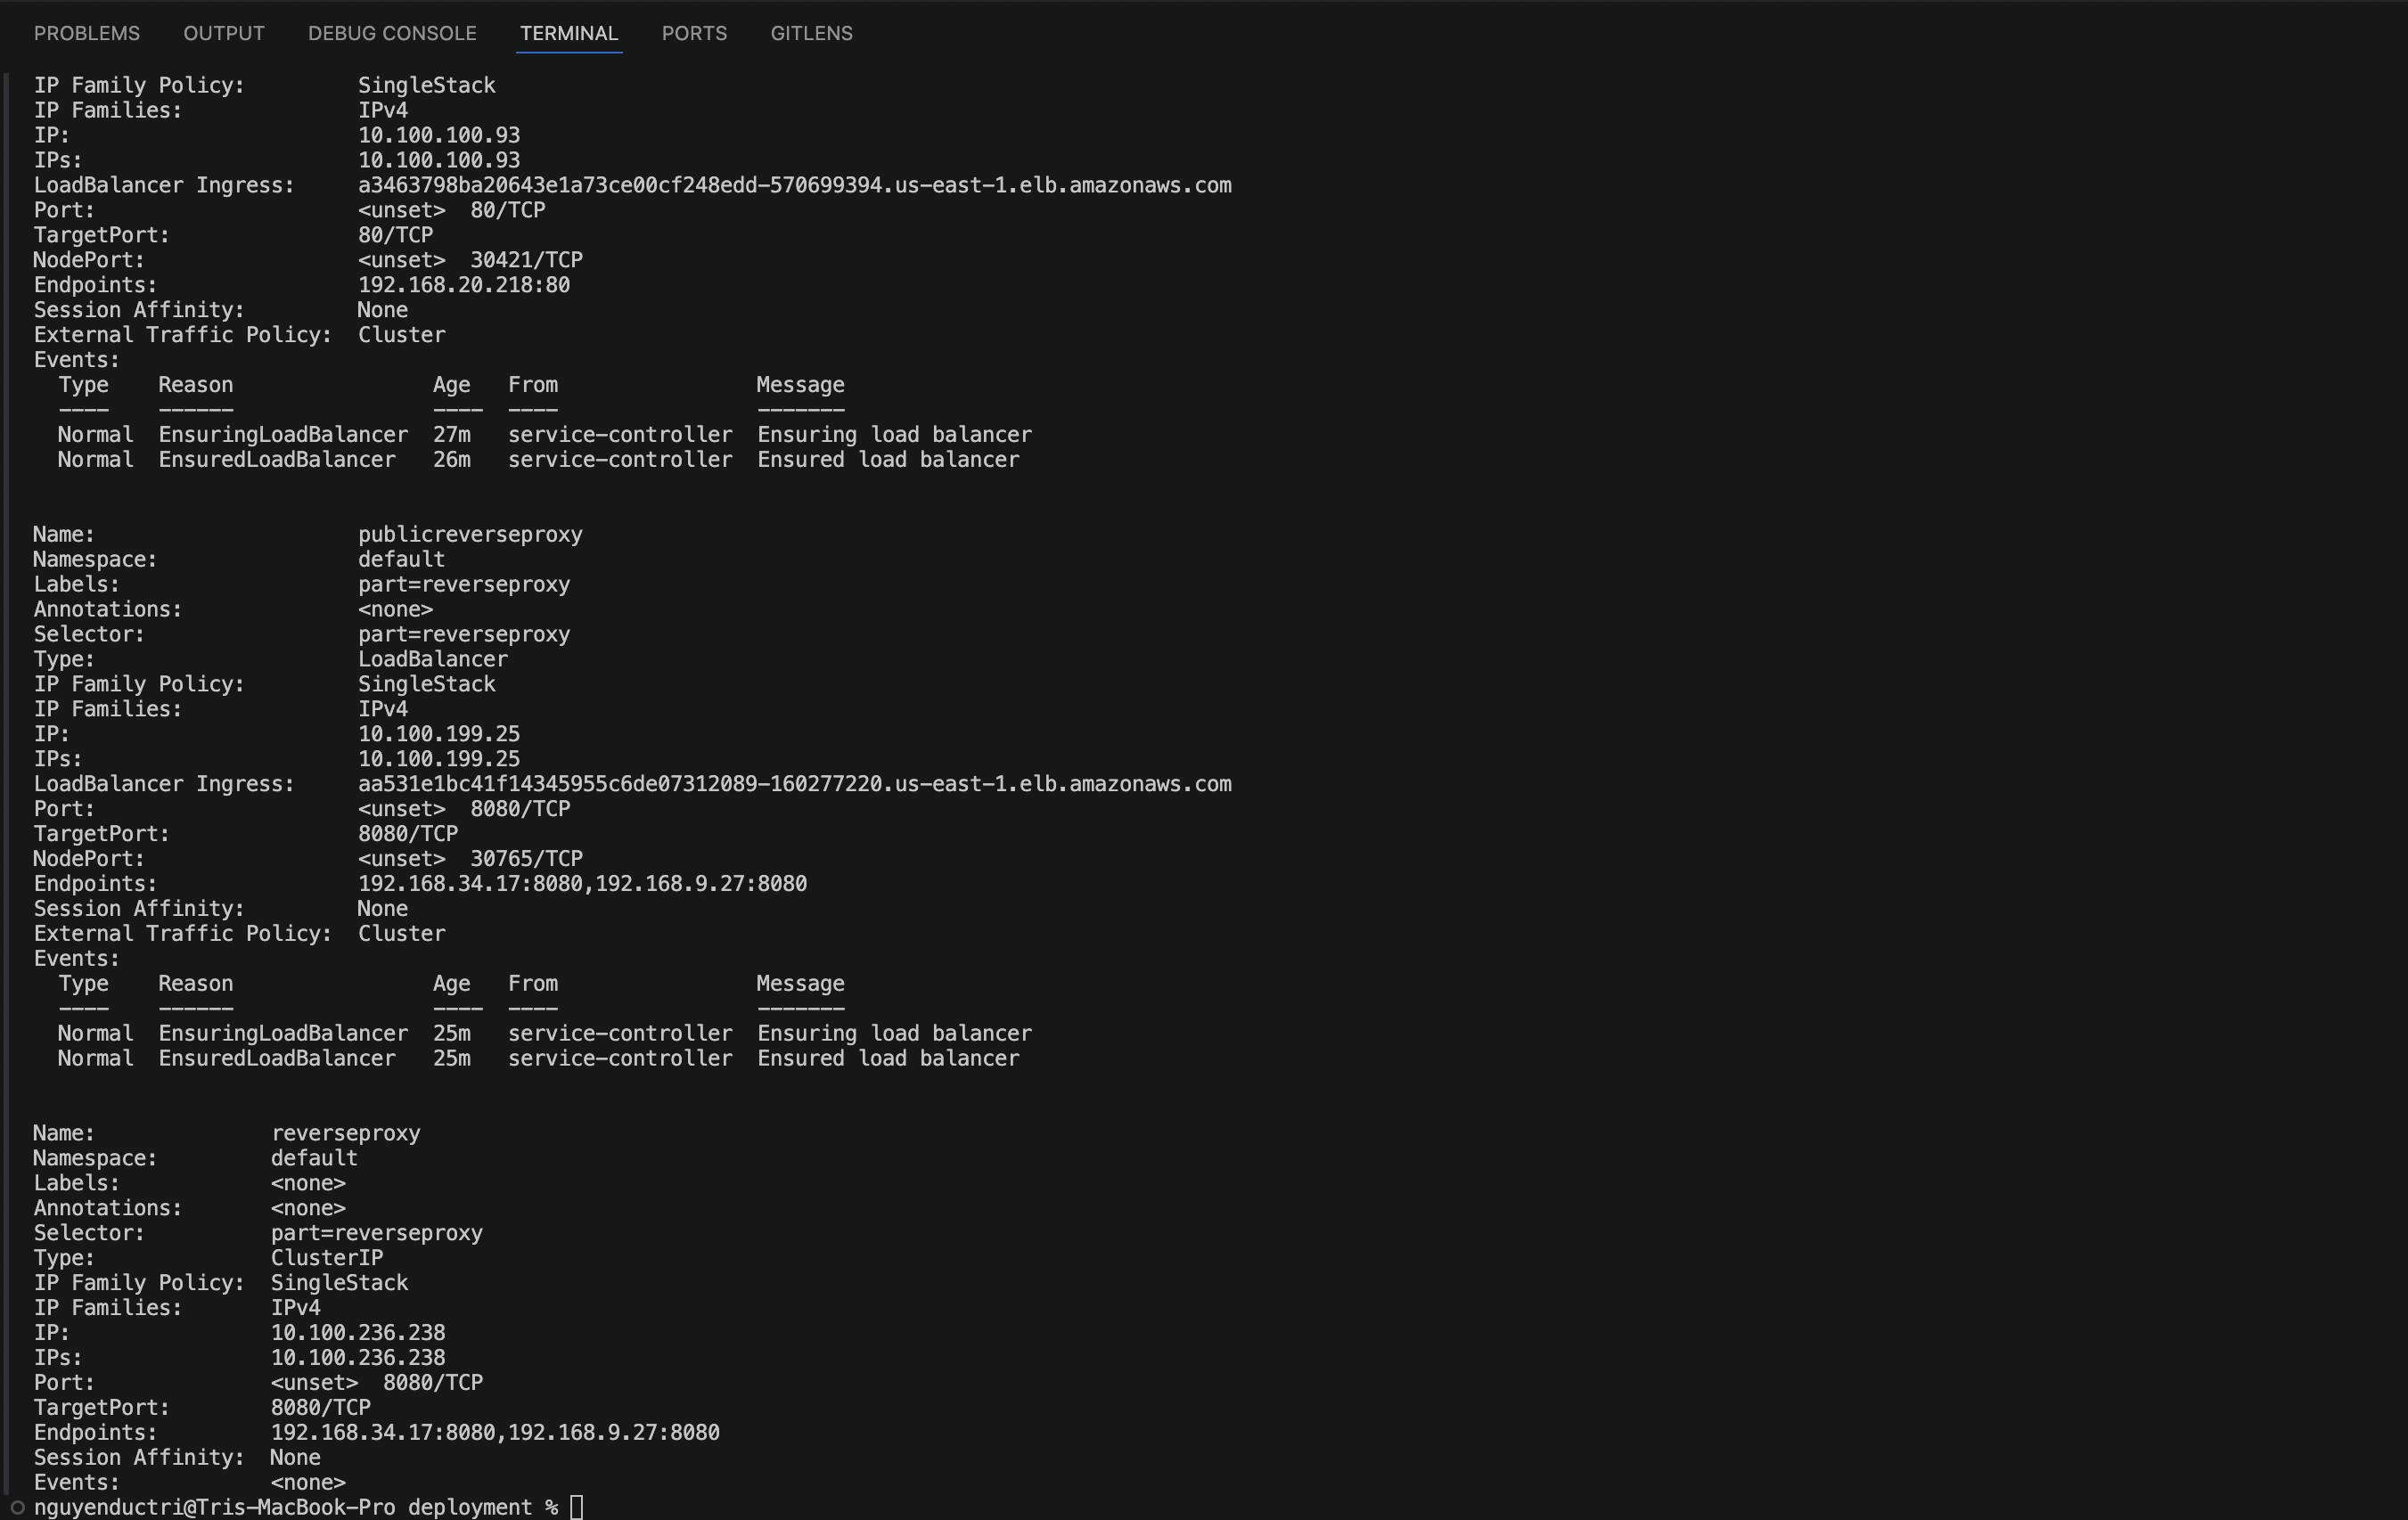 PROBLEMS OUTPUT DEBUG CONSOLE TERMINAL PORTS GITLENS
IP Family Policy: SingleStack
IP Families: IPv4
IP: 10.100.100.93
IPs: 10.100.100.93
LoadBalancer Ingress: a3463798ba20643e1a73ce00cf248edd-570699394.us-east-1.elb.amazonaws.com
Port: <unset> 80/TCP
TargetPort: 80/TCP
NodePort: <unset> 30421/TCP
Endpoints: 192.168.20.218:80
Session Affinity: None
External Traffic Policy: Cluster
Events:
Type Reason Age From Message
---- ------ ---- ---- -------
Normal EnsuringLoadBalancer 27m service-controller Ensuring load balancer
Normal EnsuredLoadBalancer 26m service-controller Ensured load balancer
Name: publicreverseproxy
Namespace: default
Labels: part=reverseproxy
Annotations: <none>
Selector: part=reverseproxy
Type: LoadBalancer
IP Family Policy: SingleStack
IP Families: IPv4
IP: 10.100.199.25
IPs: 10.100.199.25
LoadBalancer Ingress: aa531e1bc41f14345955c6de07312089-160277220.us-east-1.elb.amazonaws.com
Port: <unset> 8080/TCP
TargetPort: 8080/TCP
NodePort: <unset> 30765/TCP
Endpoints: 192.168.34.17:8080,192.168.9.27:8080
Session Affinity: None
External Traffic Policy: Cluster
Events:
Type Reason Age From Message
---- ------ ---- ---- -------
Normal EnsuringLoadBalancer 25m service-controller Ensuring load balancer
Normal EnsuredLoadBalancer 25m service-controller Ensured load balancer
Name: reverseproxy
Namespace: default
Labels: <none>
Annotations: <none>
Selector: part=reverseproxy
Type: ClusterIP
IP Family Policy: SingleStack
IP Families: IPv4
IP: 10.100.236.238
IPs: 10.100.236.238
Port: <unset> 8080/TCP
TargetPort: 8080/TCP
Endpoints: 192.168.34.17:8080,192.168.9.27:8080
Session Affinity: None
Events: <none>
nguyenductri@Tris-MacBook-Pro deployment %